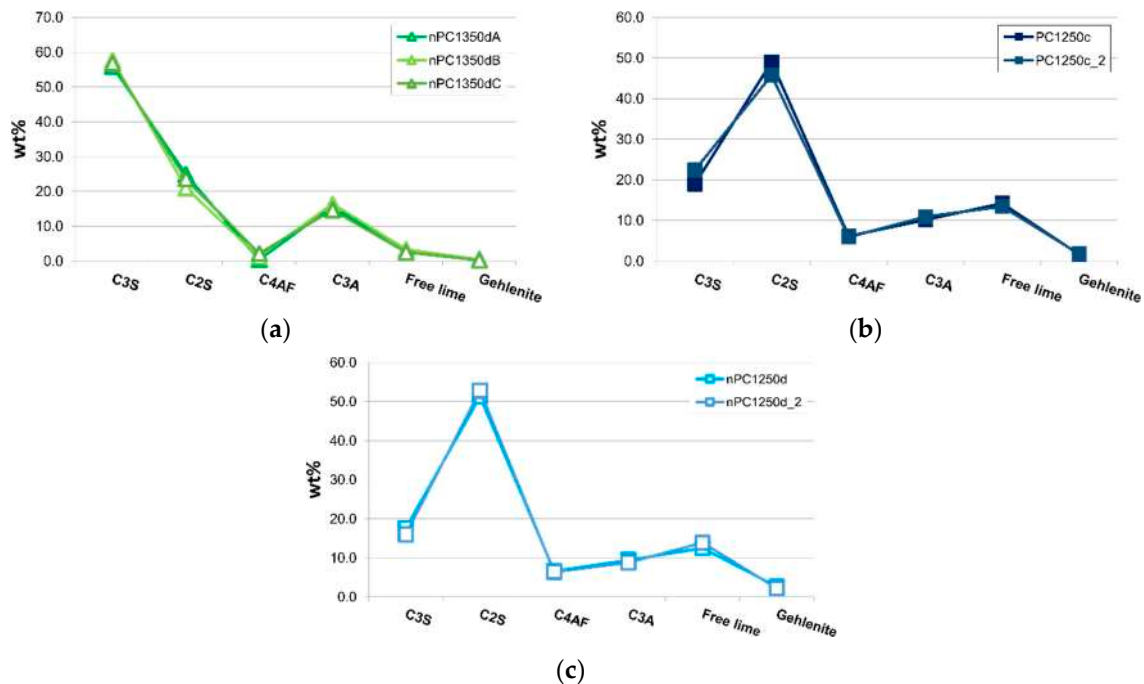 70.0
60.0
50.0
40.0
30.0
20.0
10.0
0.0
wt%
nPC1350dA
nPC1350dB
nPC1350dC
C3S C2S C4AF C3A Free lime Gehlenite
(a)
60.0
50.0
40.0
30.0
20.0
10.0
0.0
wt%
PC1250c
PC1250c_2
C3S C2S C4AF C3A Free lime Gehlenite
(b)
60.0
50.0
40.0
30.0
20.0
10.0
0.0
wt%
nPC1250d
nPC1250d_2
C3S C2S C4AF C3A Free lime Gehlenite
(c)